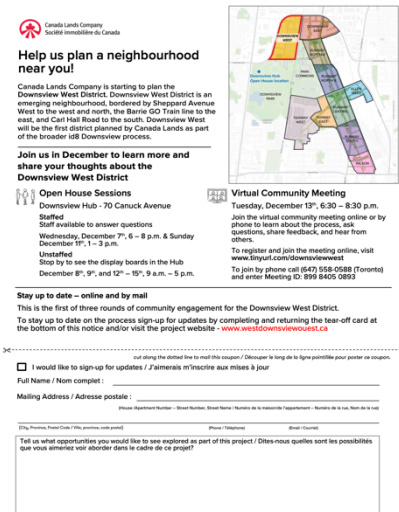 Canada Lands Company
Société immobilière du Canada
Help us plan a neighbourhood
near you!
Canada Lands Company is starting to plan the
Downsview West District. Downsview West District is an
emerging neighbourhood, bordered by Sheppard Avenue
West to the west and north, the Barrie GO Train line to the
east, and Carl Hall Road to the south. Downsview West
will be the first district planned by Canada Lands as part
of the broader id8 Downsview process.
DOWNSVIEW
WEST
Downsview Hub
Open House location
DOWNSVIEW
PARK
PARK
COMMONS
Join us in December to learn more and
share your thoughts about the
Downsview West District
Open House Sessions
Downsview Hub - 70 Canuck Avenue
Staffed
Staff available to answer questions
Wednesday, December 7th, 6 – 8 p.m. & Sunday
December 11th, 1 – 3 p.m.
Unstaffed
Stop by to see the display boards in the Hub
December 8th, 9th, and 12th – 15th, 9 a.m. – 5 p.m.
Virtual Community Meeting
Tuesday, December 13th, 6:30 – 8:30 p.m.
Join the virtual community meeting online or by
phone to learn about the process, ask
questions, share feedback, and hear from
others.
To register and join the meeting online, visit
www.tinyurl.com/downsviewwest
To join by phone call (647) 558-0588 (Toronto)
and enter Meeting ID: 899 8405 0893
Stay up to date – online and by mail
This is the first of three rounds of community engagement for the Downsview West District.
To stay up to date on the process sign-up for updates by completing and returning the tear-off card at
the bottom of this notice and/or visit the project website - www.westdownsviewouest.ca
cut along the dotted line to mail this coupon / Découper le long de la ligne pointillée pour poster ce coupon.
I would like to sign-up for updates / J'aimerais m'inscrire aux mises à jour
Full Name / Nom complet :
Mailing Address / Adresse postale :
(House /Apartment Number – Street Number, Street Name / Numéro de la maison/de l'appartement – Numéro de la rue, Nom de la rue)
(City, Province, Postal Code / Ville, province, code postal)
(Phone / Téléphone)
(Email / Courriel)
Tell us what opportunities you would like to see explored as part of this project / Dites-nous quelles sont les possibilités
que vous aimeriez voir aborder dans le cadre de ce projet?